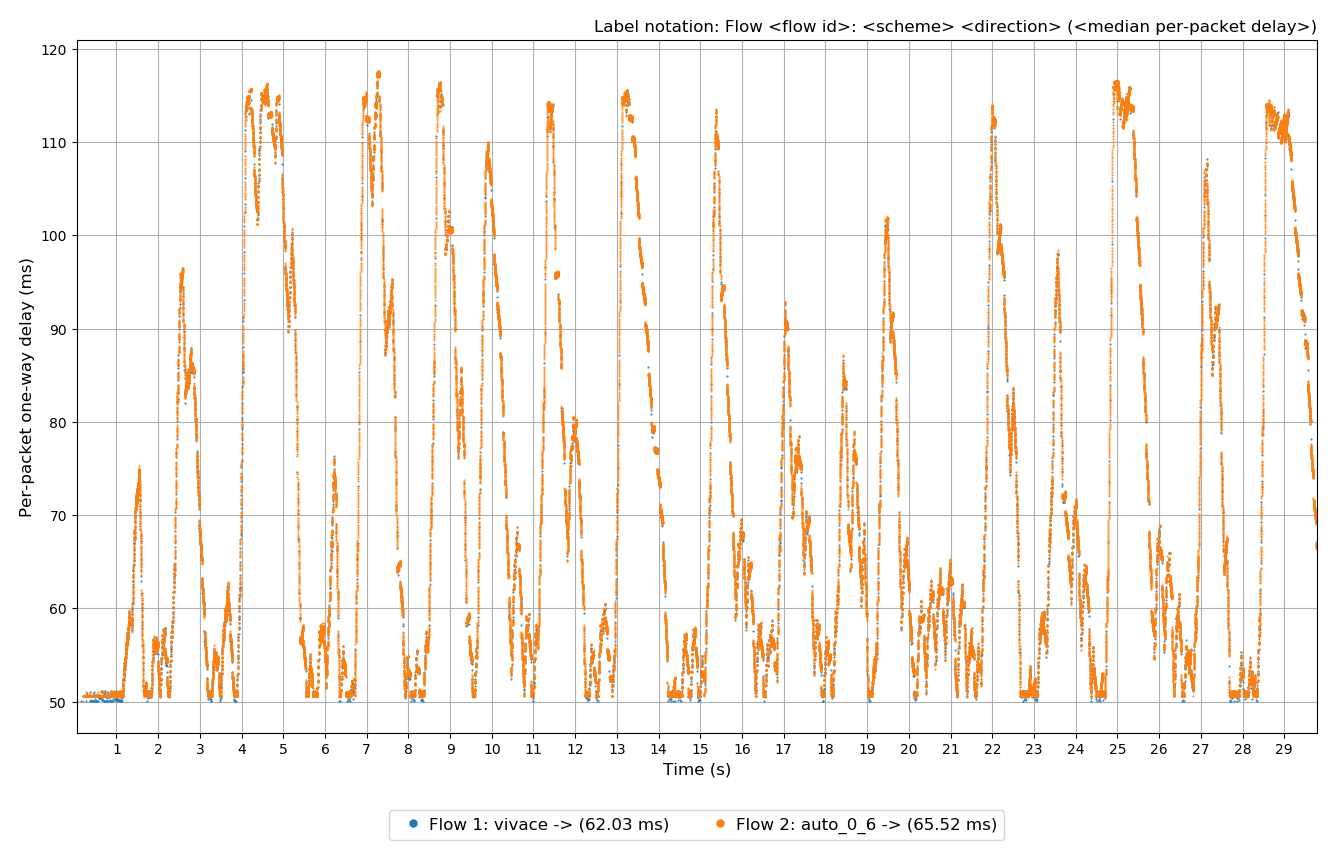 Label notation: Flow <flow id>: <scheme> <direction> (<median per-packet delay>)
Per-packet one-way delay (ms)
120
110
100
90
80
70
60
50
1 2 3 4 5 6 7 8 9 10 11 12 13 14 15 16 17 18 19 20 21 22 23 24 25 26 27 28 29
Time (s)
Flow 1: vivace -> (62.03 ms) Flow 2: auto_0_6 -> (65.52 ms)